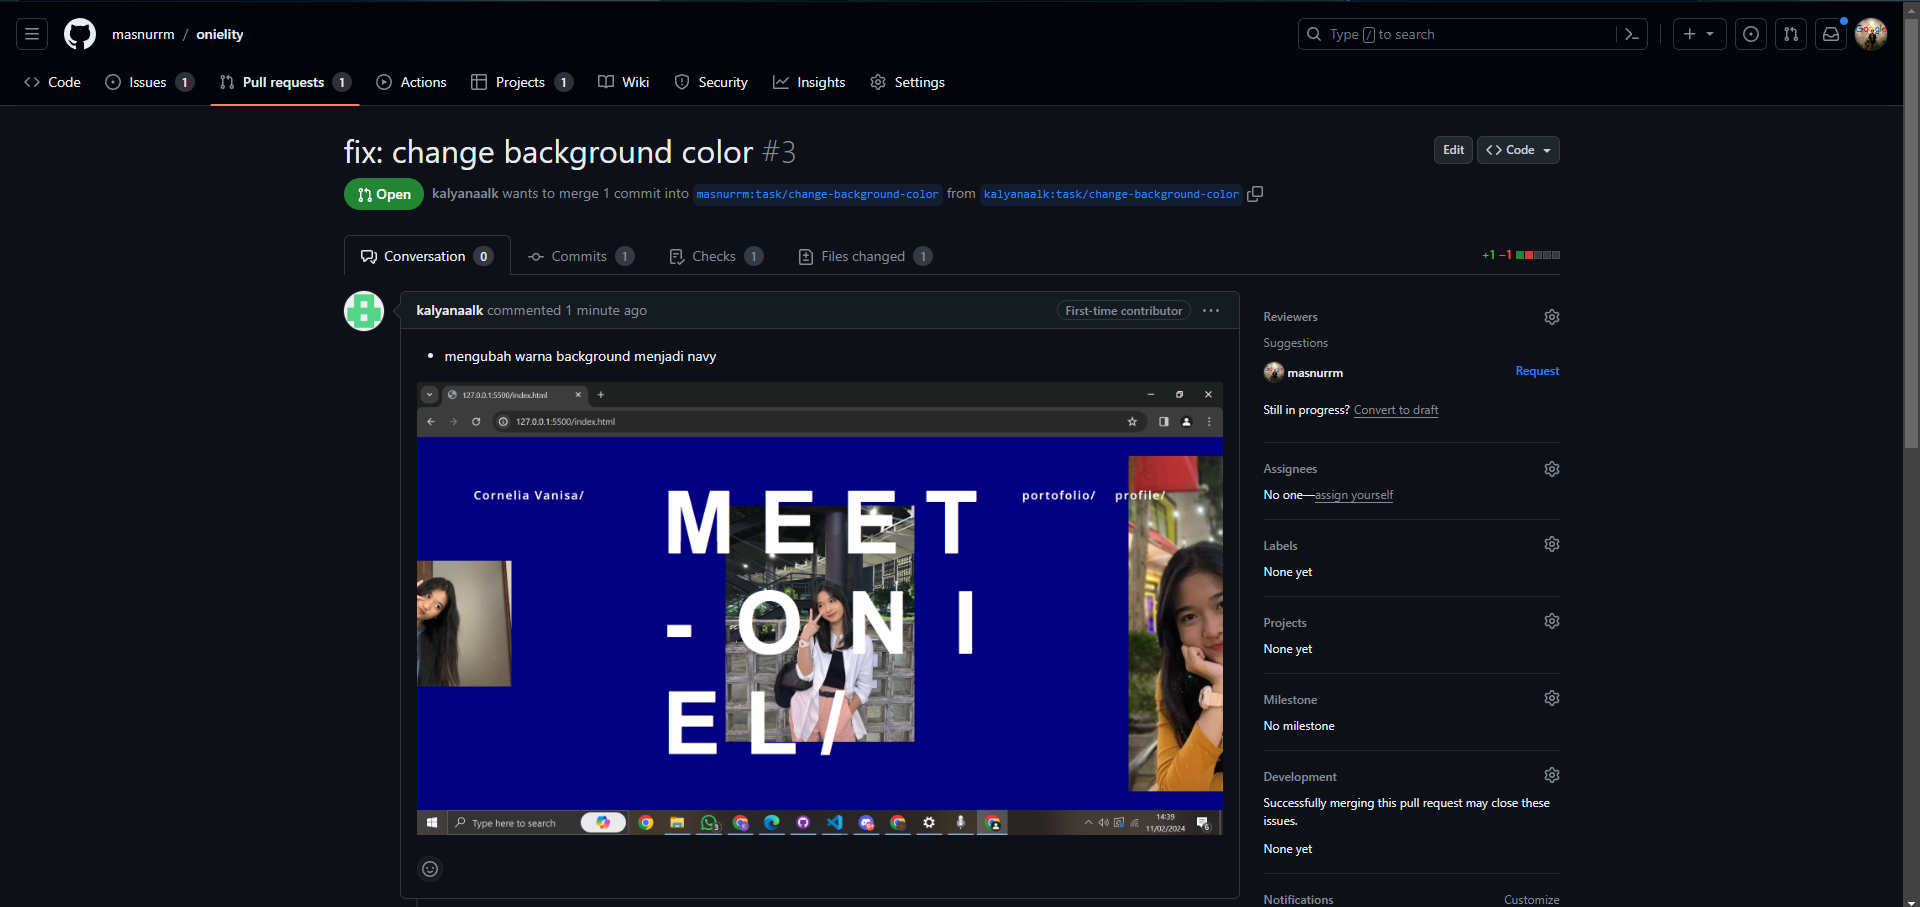 masnurrm / onielity
Type / to search
Code
Issues 1
Pull requests 1
Actions
Projects 1
Wiki
Security
Insights
Settings
fix: change background color #3
Edit
<> Code
Open
kalyanaalk wants to merge 1 commit into masnurrm:task/change-background-color from kalyanaalk:task/change-background-color
Conversation 0
Commits 1
Checks 1
Files changed 1
+1 −1
kalyanaalk commented 1 minute ago
First-time contributor
• mengubah warna background menjadi navy
127.0.0.1:5500/index.html
127.0.0.1:5500/index.html
Cornelia Vanisa/
portofolio/
profile/
MEET
-ONI
EL/
Type here to search
14:39
11/02/2024
6
Reviewers
Suggestions
masnurrm
Request
Still in progress? Convert to draft
Assignees
No one—assign yourself
Labels
None yet
Projects
None yet
Milestone
No milestone
Development
Successfully merging this pull request may close these
issues.
None yet
Notifications
Customize